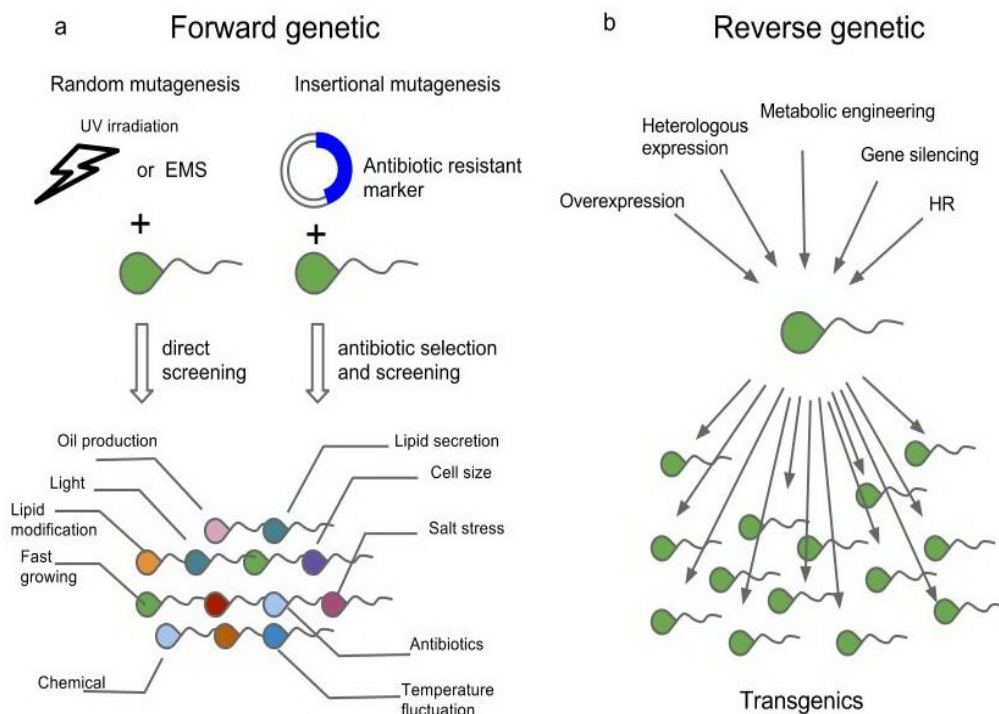 a
Forward genetic
Random mutagenesis
Insertional mutagenesis
UV irradiation
or EMS
Antibiotic resistant
marker
+
+
direct
screening
antibiotic selection
and screening
Oil production
Lipid secretion
Light
Cell size
Lipid
modification
Salt stress
Fast
growing
Antibiotics
Chemical
Temperature
fluctuation
b
Reverse genetic
Metabolic engineering
Heterologous
expression
Gene silencing
Overexpression
HR
Transgenics